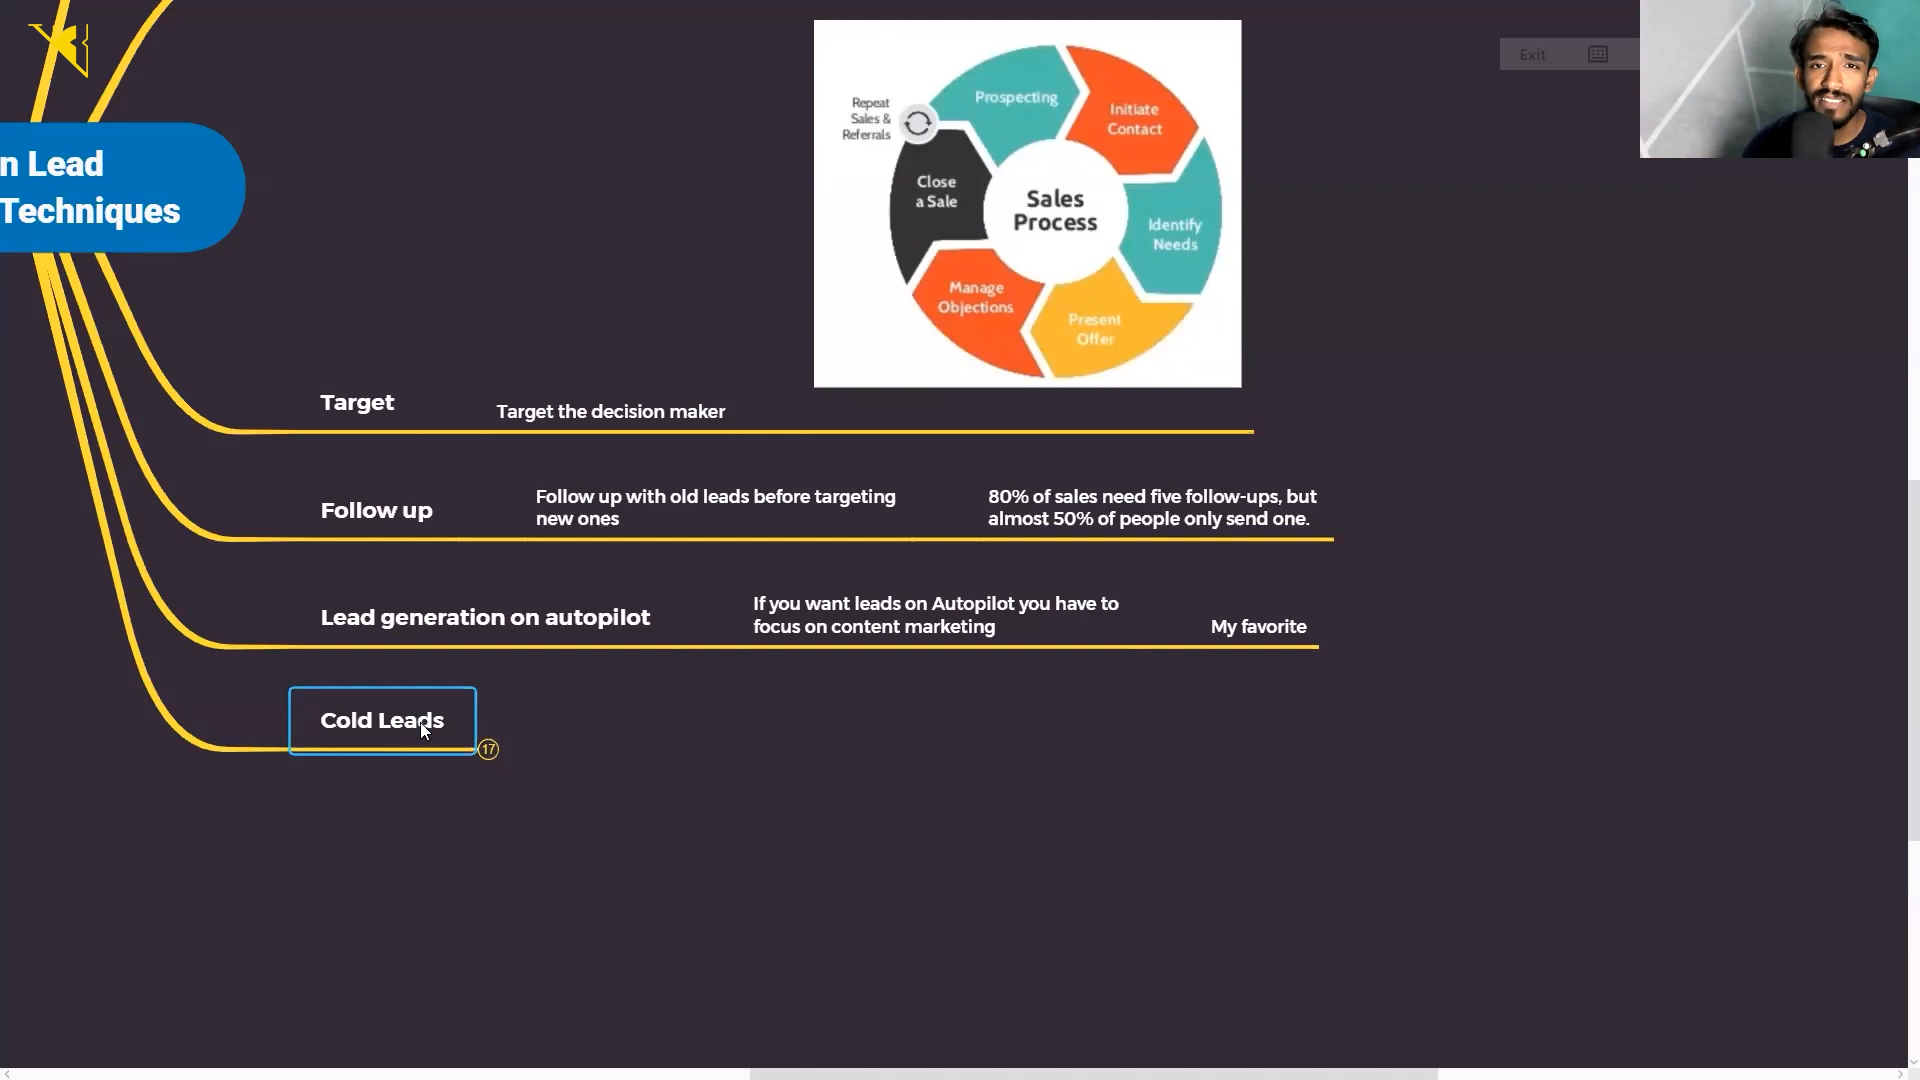 n Lead
Techniques
Repeat
Sales &
Referrals
Prospecting
Initiate
Contact
Close
a Sale
Sales
Process
Identify
Needs
Manage
Objections
Present
Offer
Exit
Target
Target the decision maker
Follow up
Follow up with old leads before targeting
new ones
80% of sales need five follow-ups, but
almost 50% of people only send one.
Lead generation on autopilot
If you want leads on Autopilot you have to
focus on content marketing
My favorite
Cold Leads
17